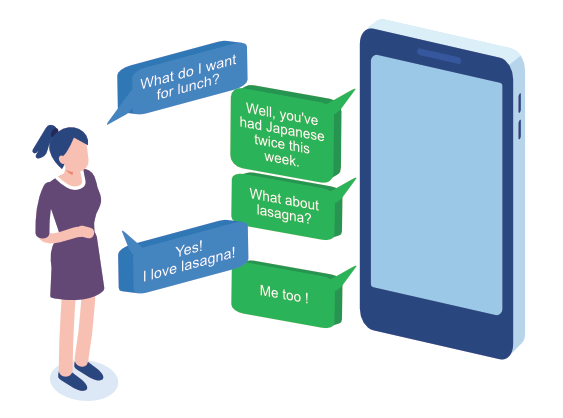 What do I want
for lunch?
Well, you've
had Japanese
twice this
week.
What about
lasagna?
Yes!
I love lasagna!
Me too !